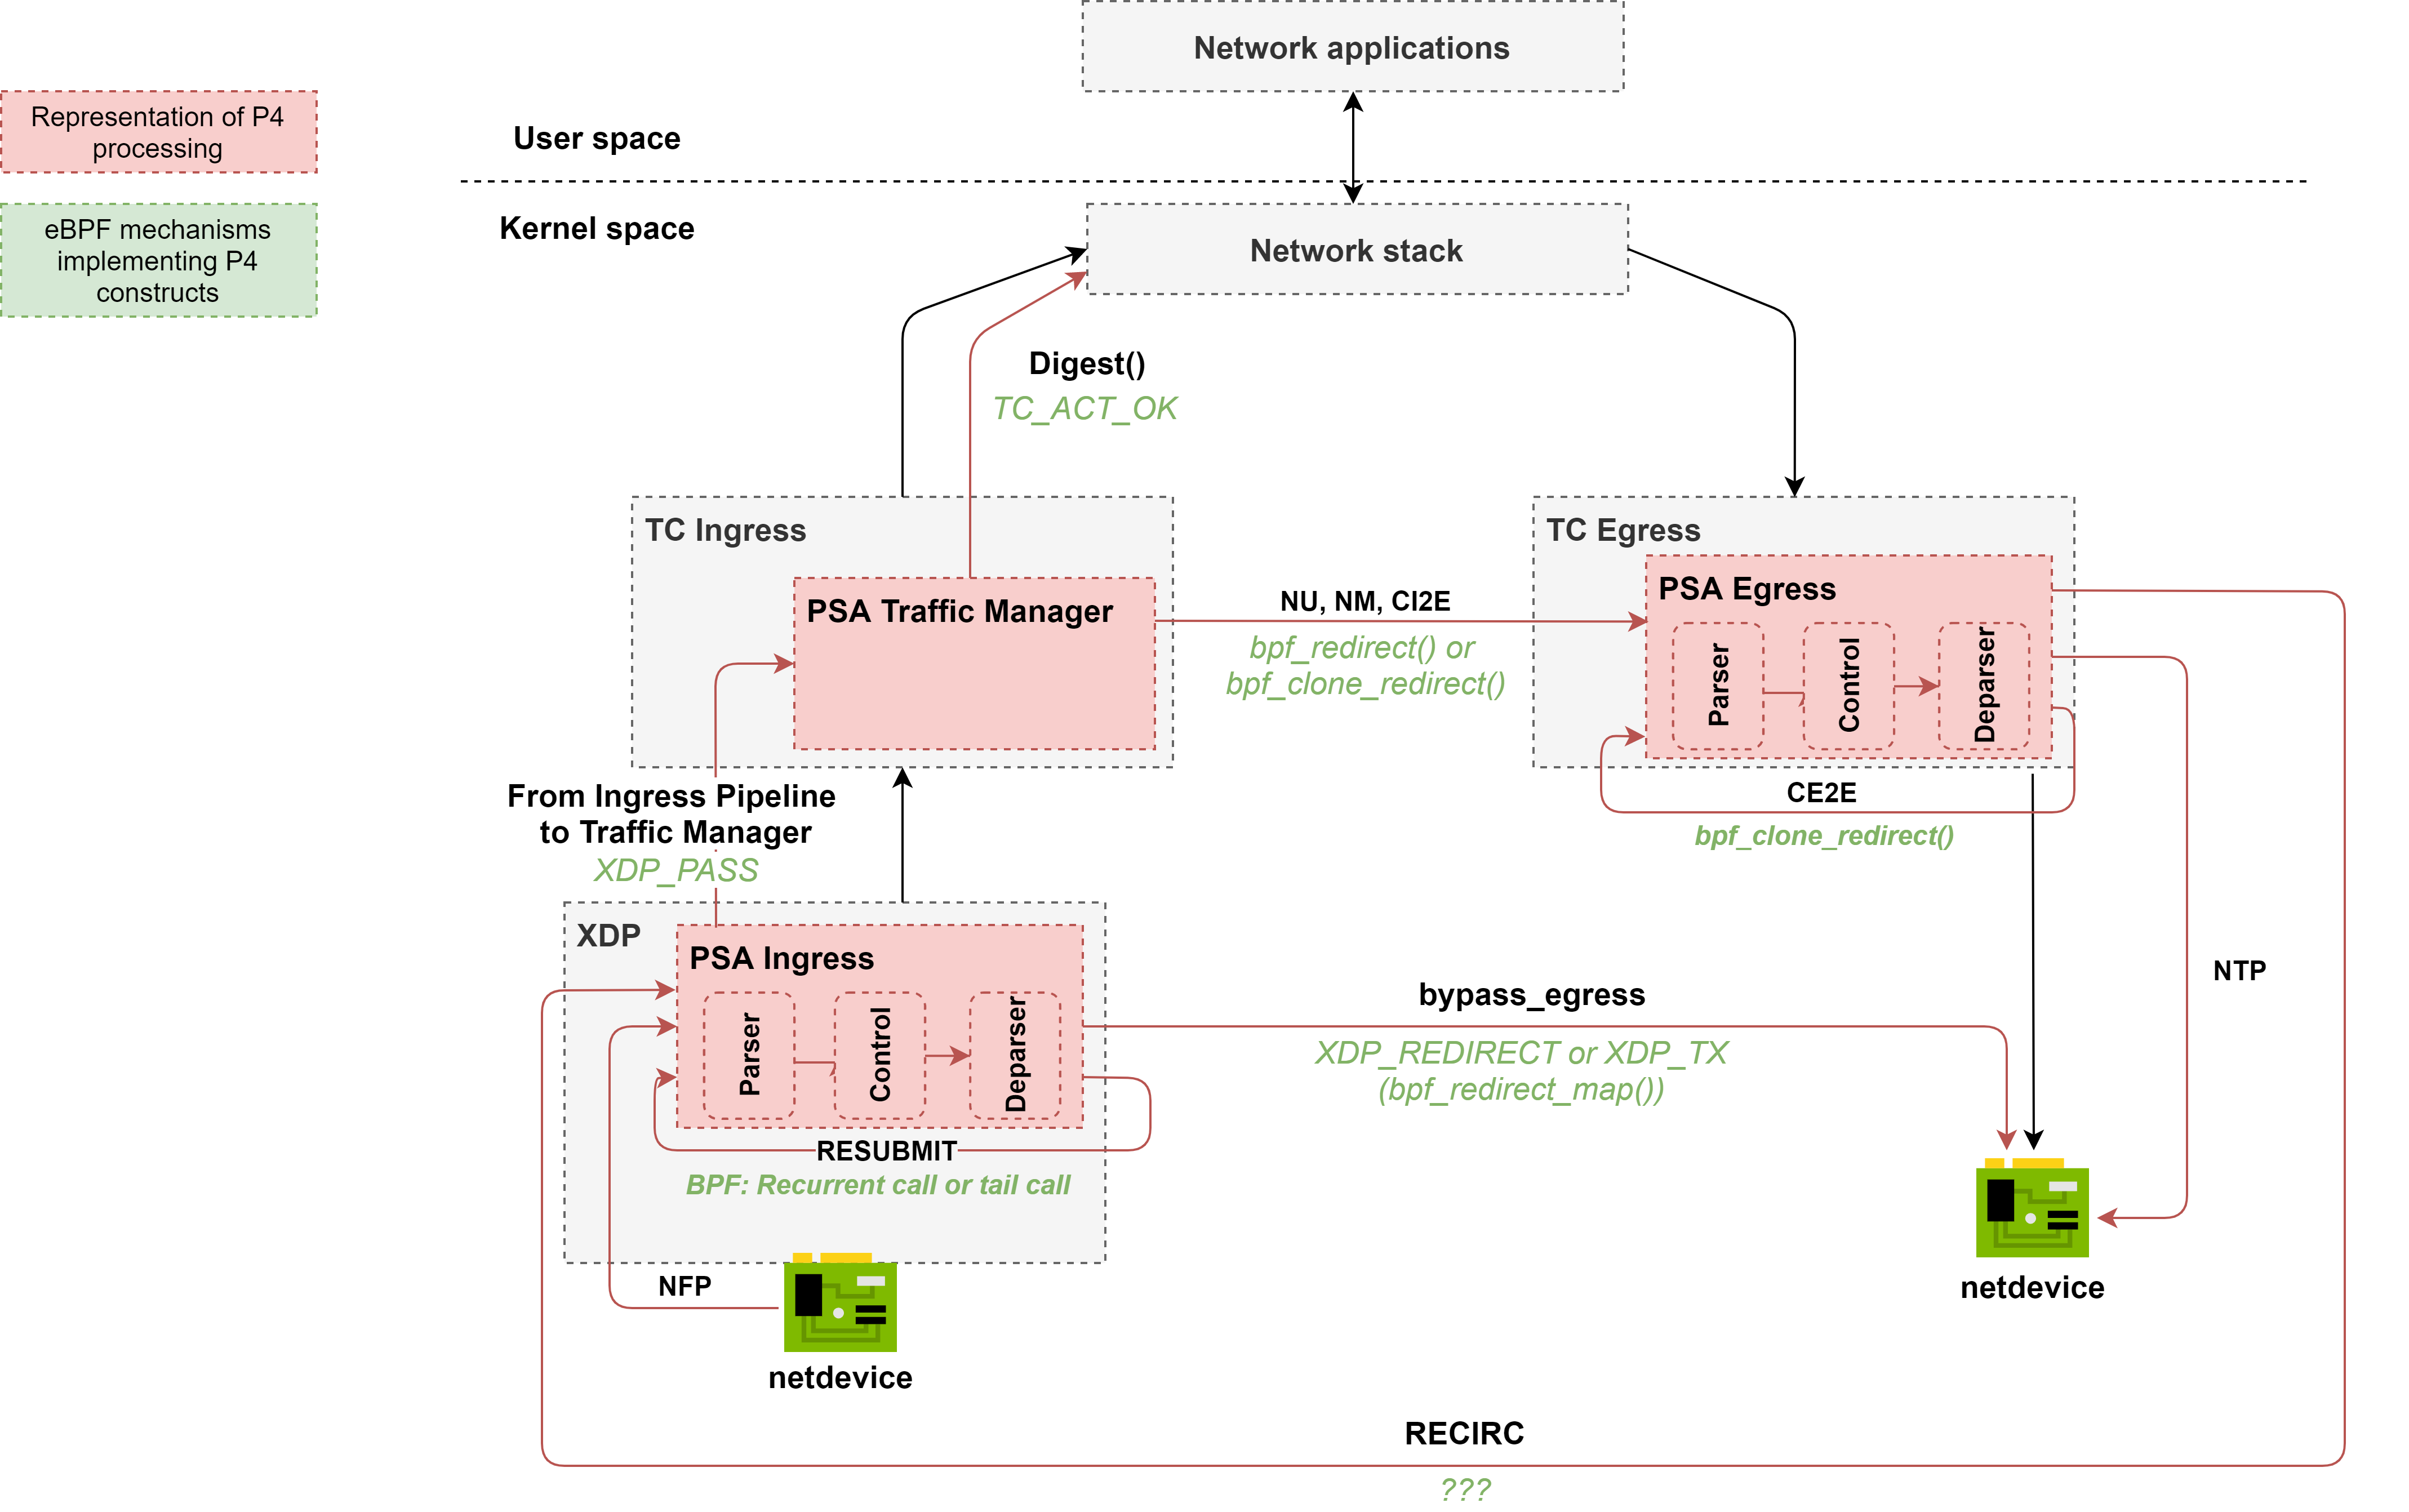 Network applications
Representation of P4
processing
User space
eBPF mechanisms
implementing P4
constructs
Kernel space
Network stack
Digest()
TC_ACT_OK
TC Ingress
PSA Traffic Manager
NU, NM, CI2E
bpf_redirect() or
bpf_clone_redirect()
TC Egress
PSA Egress
Parser
Control
Deparser
CE2E
bpf_clone_redirect()
From Ingress Pipeline
to Traffic Manager
XDP_PASS
XDP
PSA Ingress
Parser
Control
Deparser
RESUBMIT
BPF: Recurrent call or tail call
bypass_egress
XDP_REDIRECT or XDP_TX
(bpf_redirect_map())
NTP
NFP
netdevice
netdevice
RECIRC
???